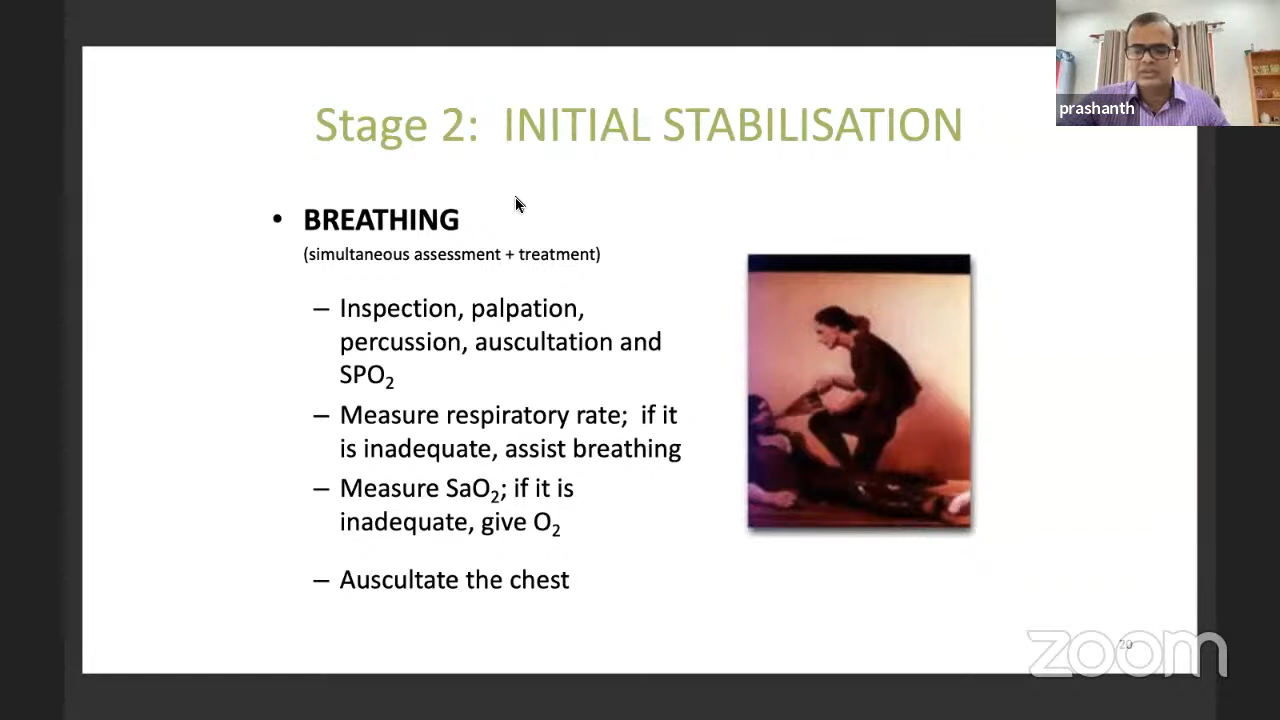 Stage 2:  INITIAL STABILISATION
prashanth
• BREATHING
(simultaneous assessment + treatment)
– Inspection, palpation,
percussion, auscultation and
SPO₂
– Measure respiratory rate;  if it
is inadequate, assist breathing
– Measure SaO₂; if it is
inadequate, give O₂
– Auscultate the chest
20
zoom